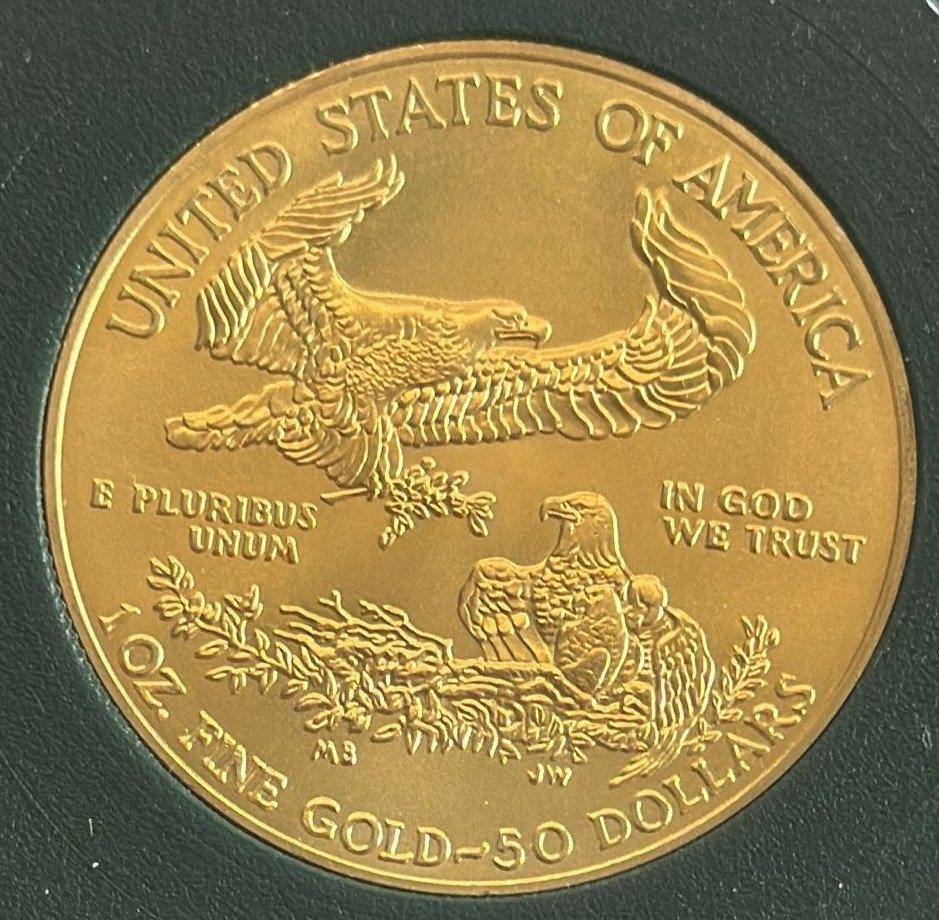 UNITED STATES OF AMERICA
E PLURIBUS
UNUM
IN GOD
WE TRUST
MB
JW
1 OZ. FINE GOLD~50 DOLLARS